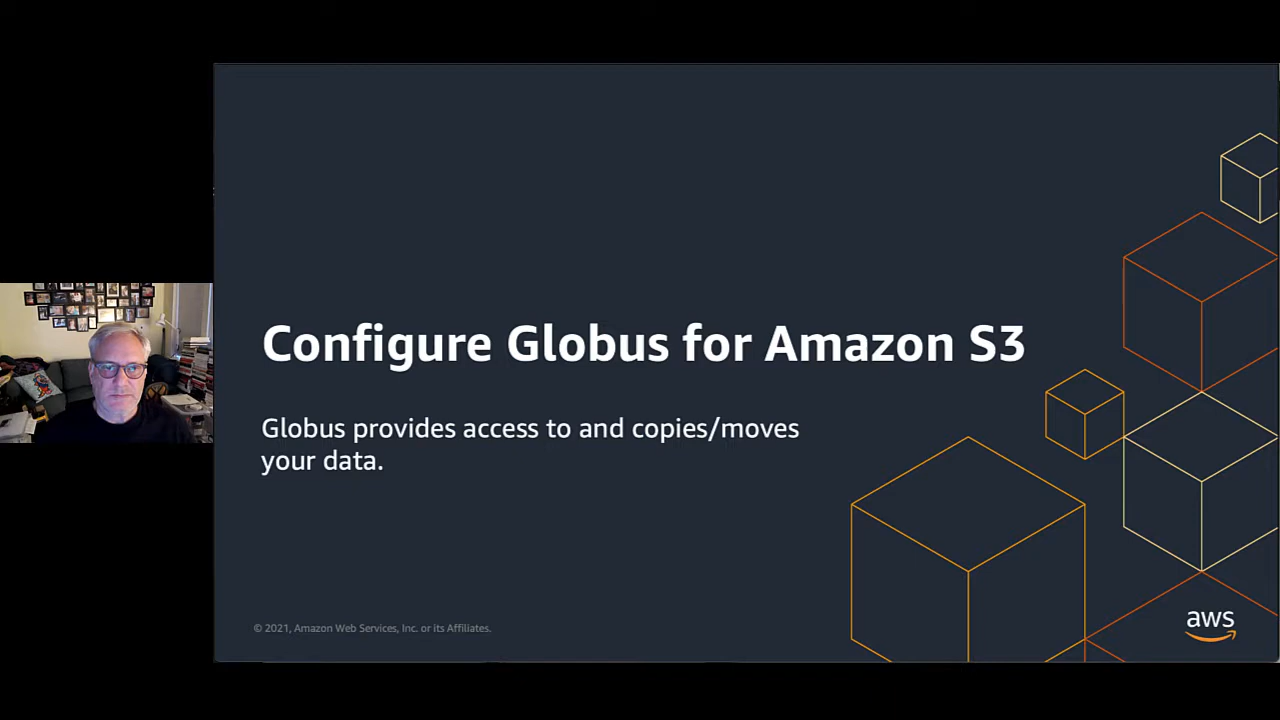 Configure Globus for Amazon S3
Globus provides access to and copies/moves
your data.
© 2021, Amazon Web Services, Inc. or its Affiliates.
aws